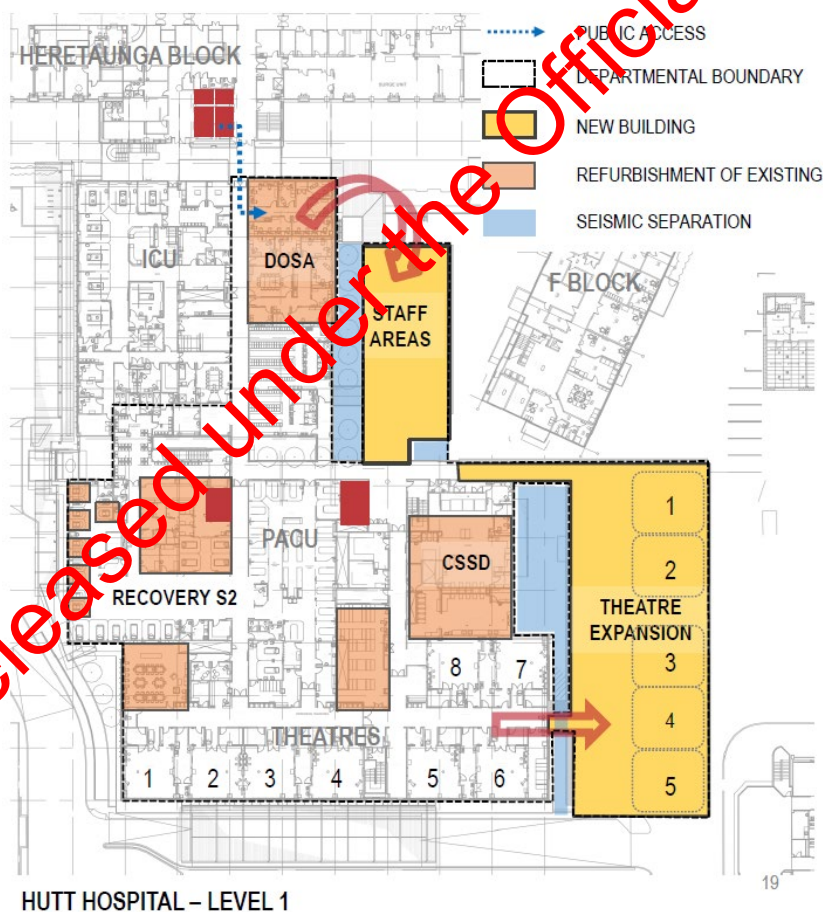 HERETAUNGA BLOCK
PUBLIC ACCESS
DEPARTMENTAL BOUNDARY
NEW BUILDING
REFURBISHMENT OF EXISTING
SEISMIC SEPARATION
ICU
DOSA
STAFF
AREAS
F BLOCK
1
2
THEATRE
EXPANSION
3
4
5
PACU
CSSD
RECOVERY S2
8
7
THEATRES
1
2
3
4
5
6
Released under the Official
19
HUTT HOSPITAL – LEVEL 1